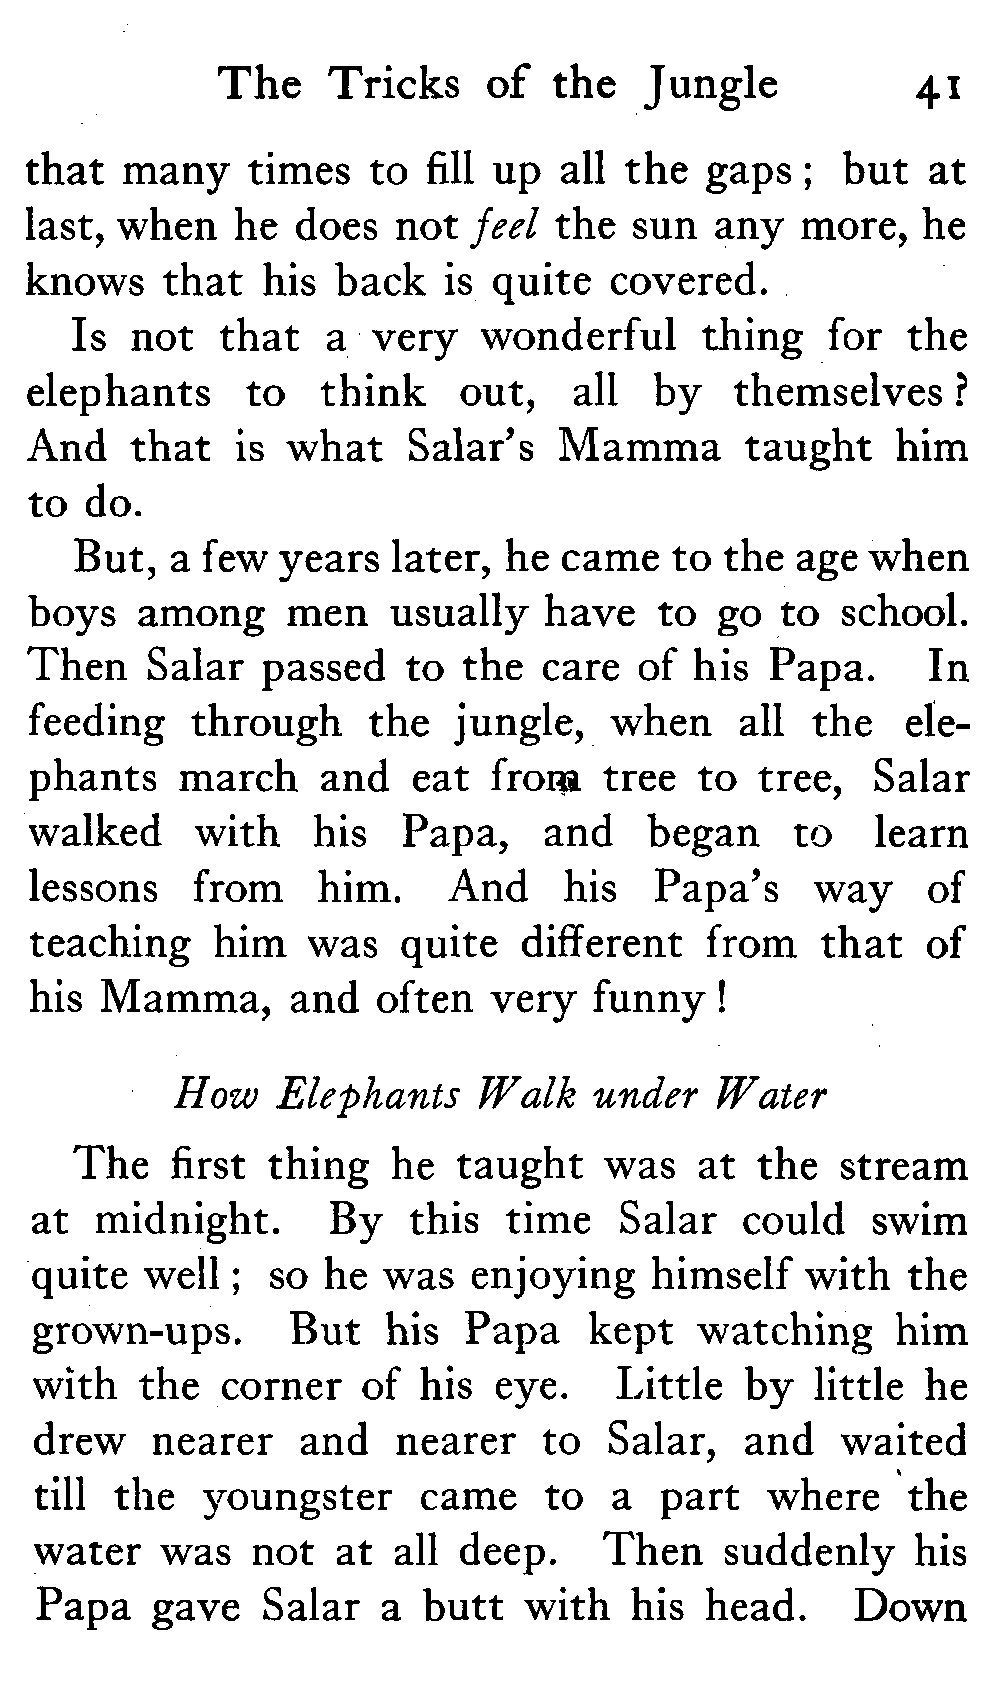 The Tricks of the Jungle 41
that many times to fill up all the gaps; but at
last, when he does not feel the sun any more, he
knows that his back is quite covered.
Is not that a very wonderful thing for the
elephants to think out, all by themselves?
And that is what Salar's Mamma taught him
to do.
But, a few years later, he came to the age when
boys among men usually have to go to school.
Then Salar passed to the care of his Papa. In
feeding through the jungle, when all the ele-
phants march and eat from tree to tree, Salar
walked with his Papa, and began to learn
lessons from him. And his Papa's way of
teaching him was quite different from that of
his Mamma, and often very funny!
How Elephants Walk under Water
The first thing he taught was at the stream
at midnight. By this time Salar could swim
quite well; so he was enjoying himself with the
grown-ups. But his Papa kept watching him
with the corner of his eye. Little by little he
drew nearer and nearer to Salar, and waited
till the youngster came to a part where the
water was not at all deep. Then suddenly his
Papa gave Salar a butt with his head. Down